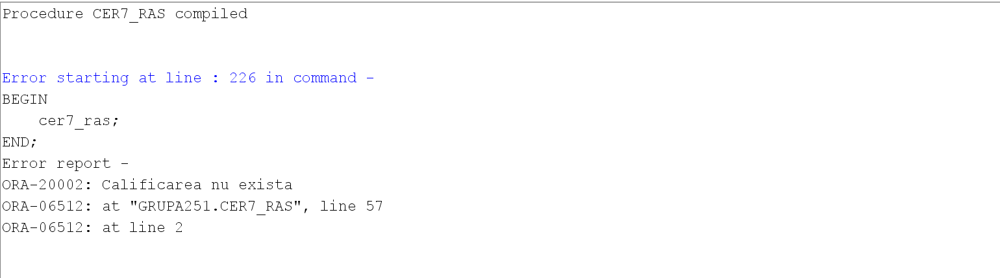 Procedure CER7_RAS compiled
Error starting at line : 226 in command -
BEGIN
    cer7_ras;
END;
Error report -
ORA-20002: Calificarea nu exista
ORA-06512: at "GRUPA251.CER7_RAS", line 57
ORA-06512: at line 2